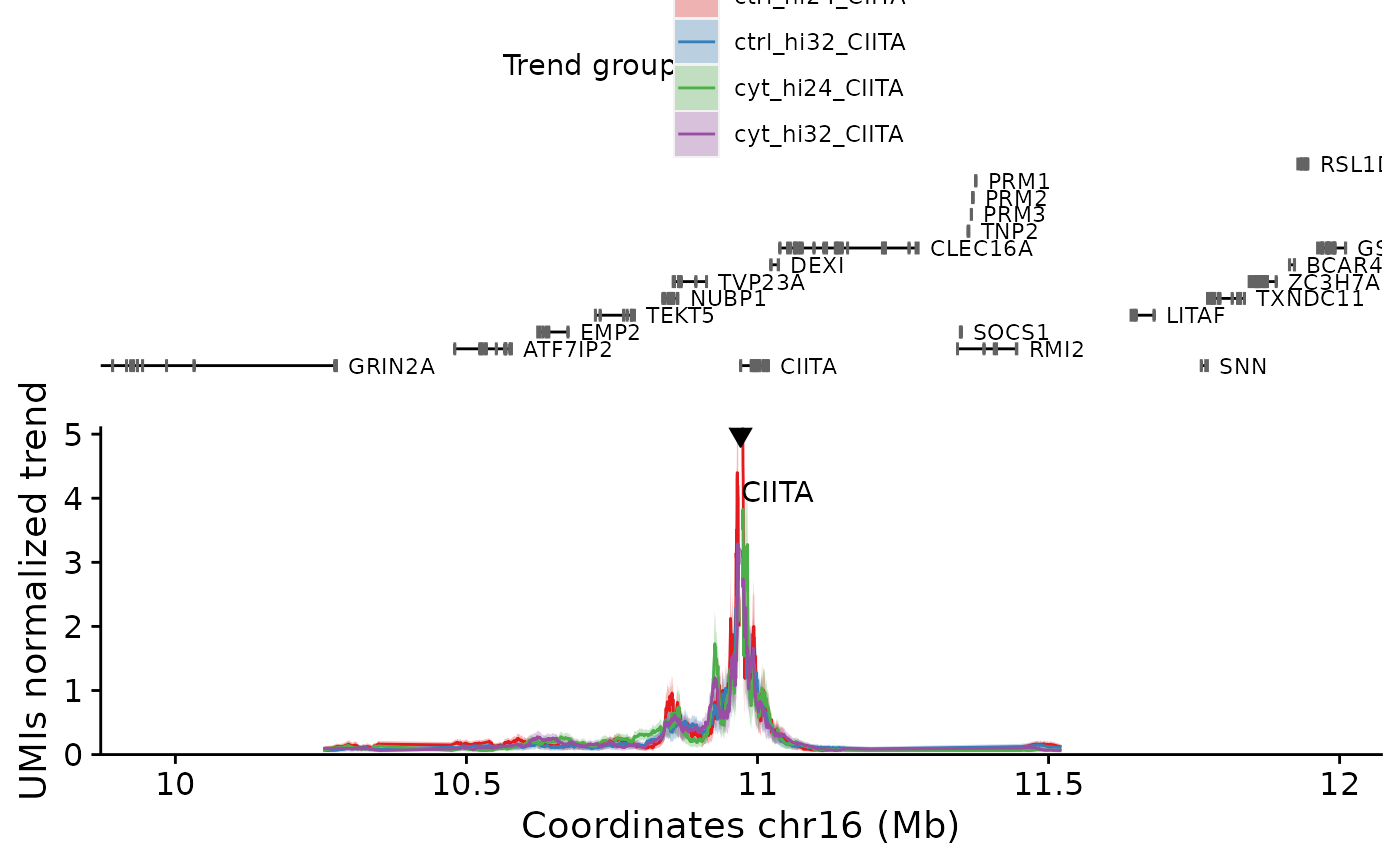 ctrl_hi24_CIITA
ctrl_hi32_CIITA
Trend group
cyt_hi24_CIITA
cyt_hi32_CIITA
PRM1
PRM2
PRM3
TNP2
CLEC16A
DEXI
BCAR4
TVP23A
ZC3H7A
NUBP1
TXNDC11
TEKT5
LITAF
EMP2
SOCS1
ATF7IP2
RMI2
GRIN2A
CIITA
SNN
UMIs normalized trend
5
4
3
2
1
0
CIITA
10
10.5
11
11.5
12
Coordinates chr16 (Mb)